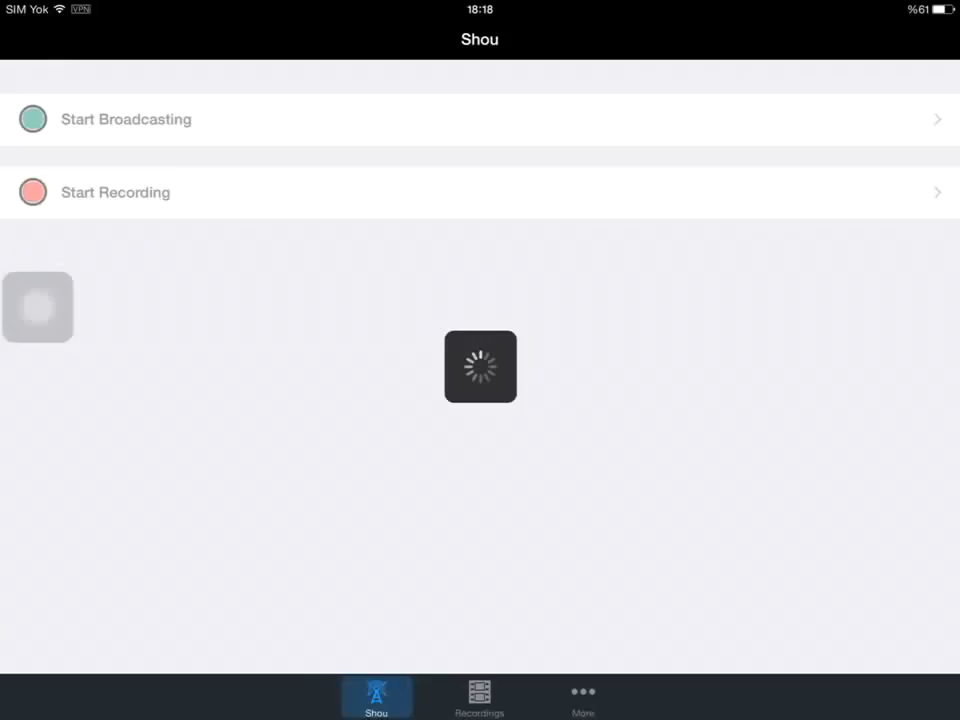 SIM Yok VPN 18:18 %61
Shou
Start Broadcasting
Start Recording
Shou Recordings More